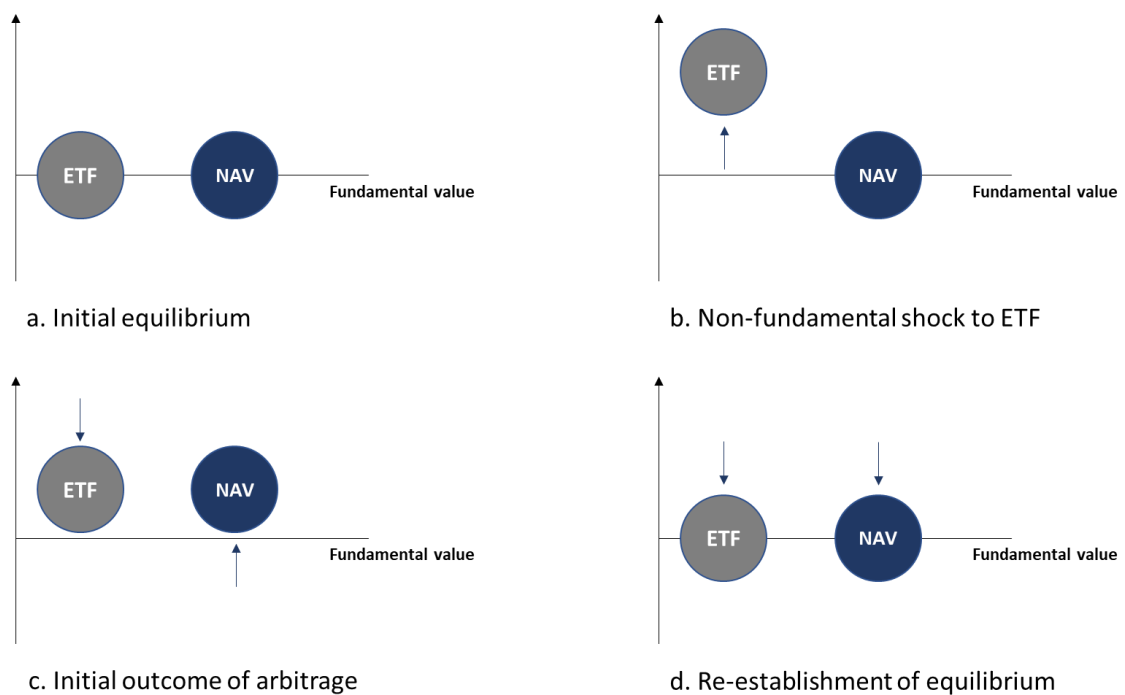 ETF
NAV
Fundamental value
a. Initial equilibrium
ETF
NAV
Fundamental value
b. Non-fundamental shock to ETF
ETF
NAV
Fundamental value
c. Initial outcome of arbitrage
ETF
NAV
Fundamental value
d. Re-establishment of equilibrium